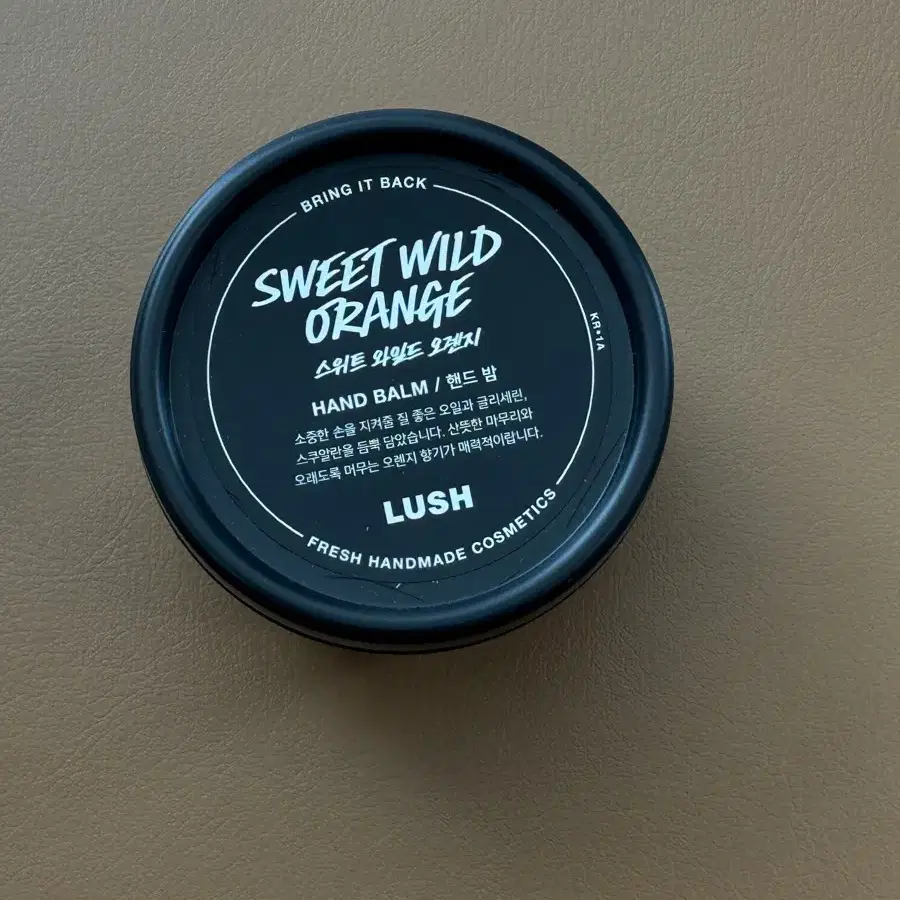 BRING IT BACK
SWEET WILD
ORANGE
스위트 와일드 오렌지
HAND BALM / 핸드 밤
소중한 손을 지켜줄 질 좋은 오일과 글리세린,
스쿠알란을 듬뿍 담았습니다. 산뜻한 마무리와
오래도록 머무는 오렌지 향기가 매력적이랍니다.
LUSH
FRESH HANDMADE COSMETICS
KR•1A